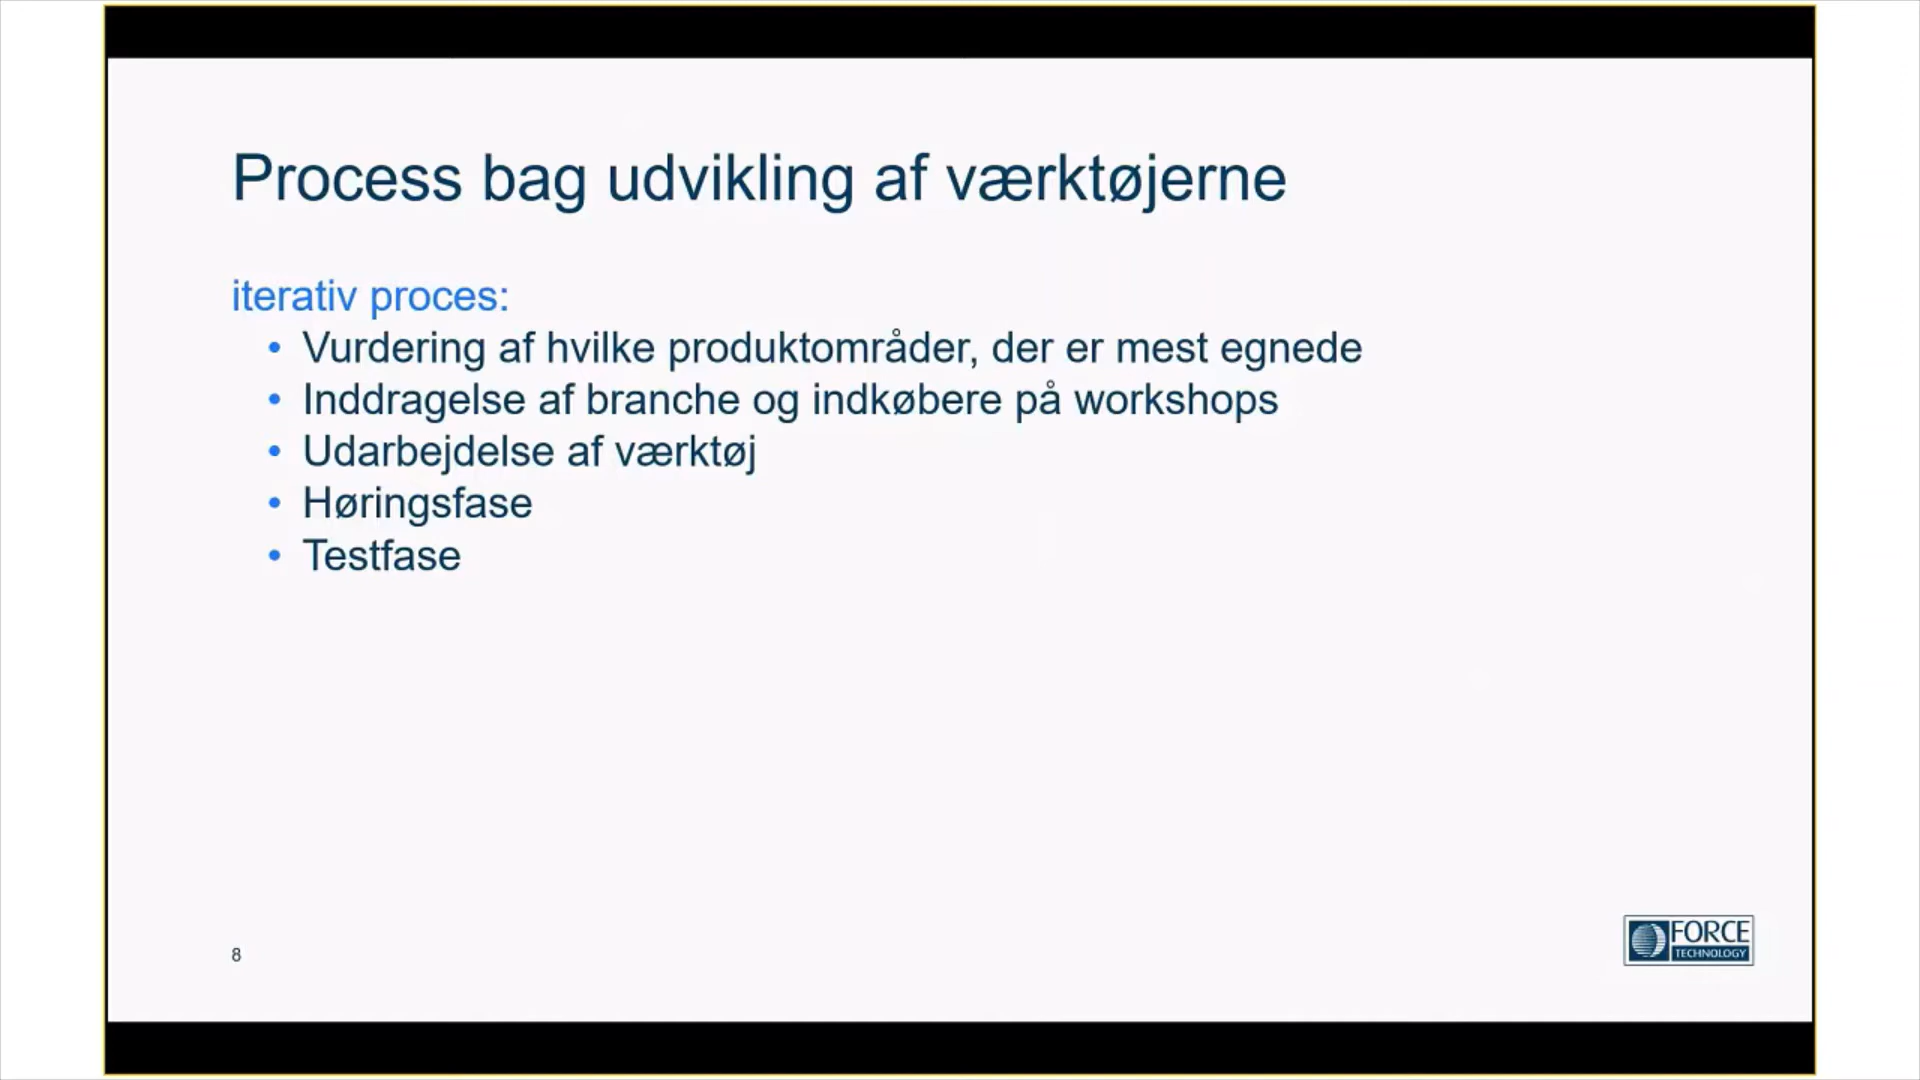 Process bag udvikling af værktøjerne
iterativ proces:
• Vurdering af hvilke produktområder, der er mest egnede
• Inddragelse af branche og indkøbere på workshops
• Udarbejdelse af værktøj
• Høringsfase
• Testfase
8
FORCE
TECHNOLOGY